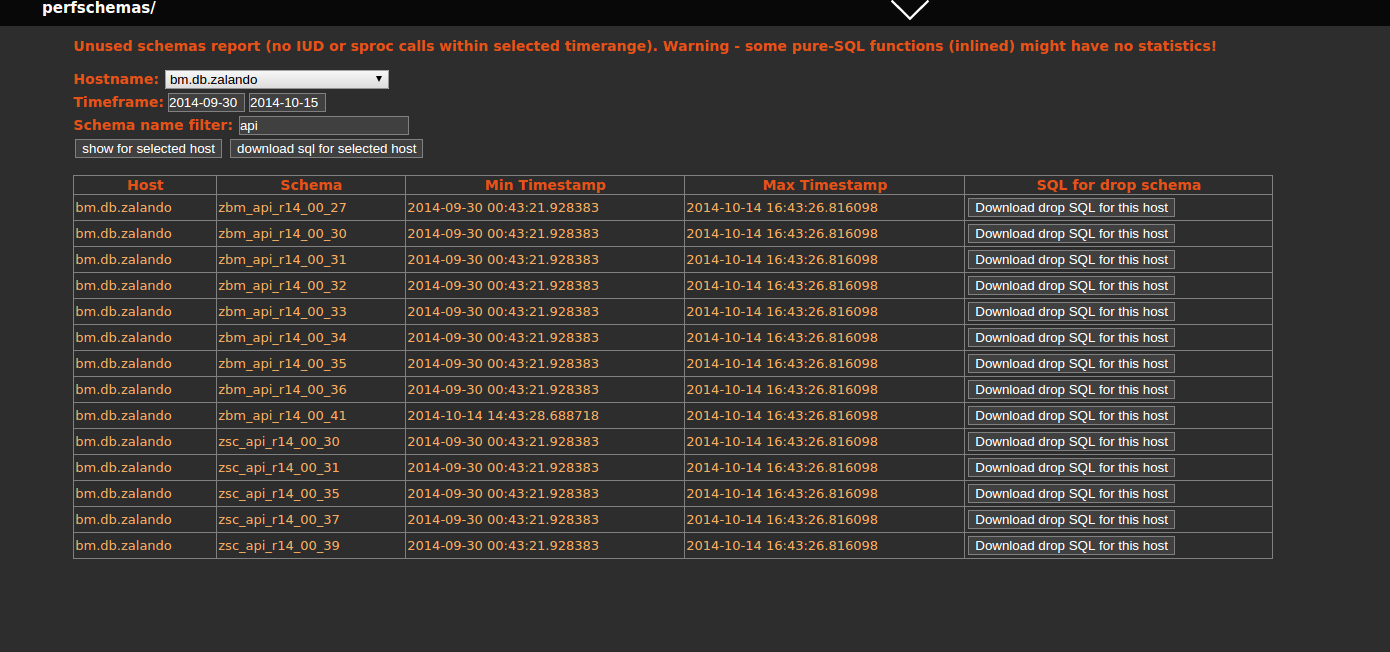 perfschemas/
Unused schemas report (no IUD or sproc calls within selected timerange). Warning - some pure-SQL functions (inlined) might have no statistics!
Hostname: bm.db.zalando
Timeframe: 2014-09-30 2014-10-15
Schema name filter: api
show for selected host download sql for selected host
Host Schema Min Timestamp Max Timestamp SQL for drop schema
bm.db.zalando zbm_api_r14_00_27 2014-09-30 00:43:21.928383 2014-10-14 16:43:26.816098 Download drop SQL for this host
bm.db.zalando zbm_api_r14_00_30 2014-09-30 00:43:21.928383 2014-10-14 16:43:26.816098 Download drop SQL for this host
bm.db.zalando zbm_api_r14_00_31 2014-09-30 00:43:21.928383 2014-10-14 16:43:26.816098 Download drop SQL for this host
bm.db.zalando zbm_api_r14_00_32 2014-09-30 00:43:21.928383 2014-10-14 16:43:26.816098 Download drop SQL for this host
bm.db.zalando zbm_api_r14_00_33 2014-09-30 00:43:21.928383 2014-10-14 16:43:26.816098 Download drop SQL for this host
bm.db.zalando zbm_api_r14_00_34 2014-09-30 00:43:21.928383 2014-10-14 16:43:26.816098 Download drop SQL for this host
bm.db.zalando zbm_api_r14_00_35 2014-09-30 00:43:21.928383 2014-10-14 16:43:26.816098 Download drop SQL for this host
bm.db.zalando zbm_api_r14_00_36 2014-09-30 00:43:21.928383 2014-10-14 16:43:26.816098 Download drop SQL for this host
bm.db.zalando zbm_api_r14_00_41 2014-10-14 14:43:28.688718 2014-10-14 16:43:26.816098 Download drop SQL for this host
bm.db.zalando zsc_api_r14_00_30 2014-09-30 00:43:21.928383 2014-10-14 16:43:26.816098 Download drop SQL for this host
bm.db.zalando zsc_api_r14_00_31 2014-09-30 00:43:21.928383 2014-10-14 16:43:26.816098 Download drop SQL for this host
bm.db.zalando zsc_api_r14_00_35 2014-09-30 00:43:21.928383 2014-10-14 16:43:26.816098 Download drop SQL for this host
bm.db.zalando zsc_api_r14_00_37 2014-09-30 00:43:21.928383 2014-10-14 16:43:26.816098 Download drop SQL for this host
bm.db.zalando zsc_api_r14_00_39 2014-09-30 00:43:21.928383 2014-10-14 16:43:26.816098 Download drop SQL for this host